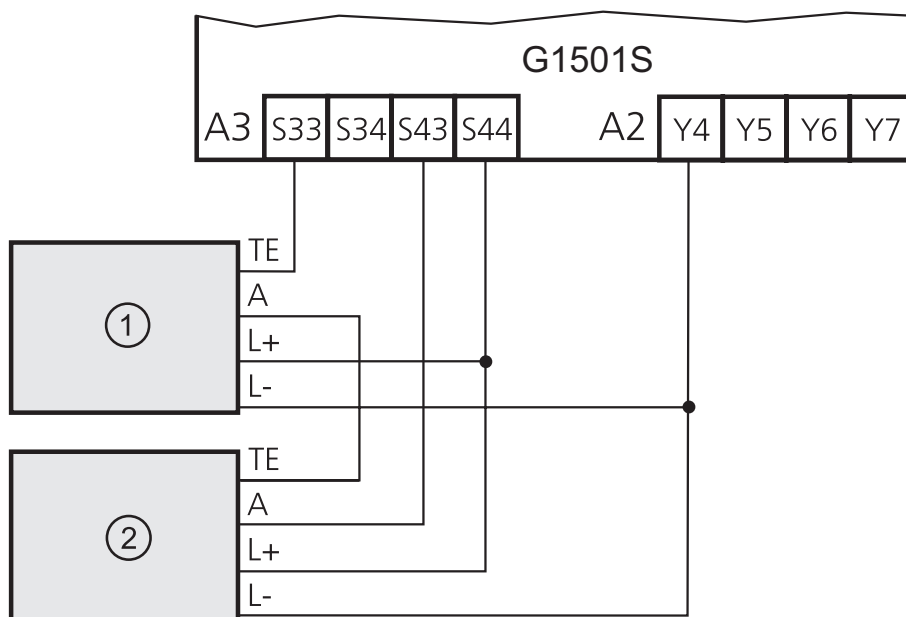 G1501S
A3 S33 S34 S43 S44 A2 Y4 Y5 Y6 Y7
TE
A
1
L+
L-
TE
A
2
L+
L-